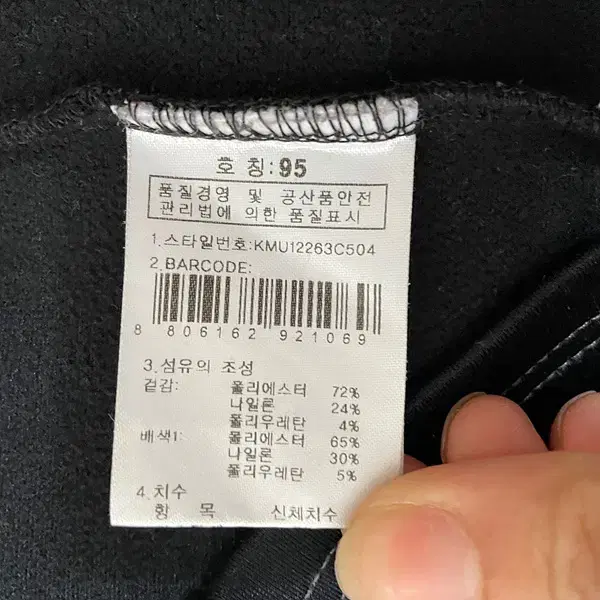 호 칭:95
품질경영 및 공산품안전
관리법에 의한 품질표시
1.스타일번호:KMU12263C504
2.BARCODE:
8 806162 921069
3.섬유의 조성
겉감: 폴리에스터 72%
나일론 24%
폴리우레탄 4%
배색1: 폴리에스터 65%
나일론 30%
폴리우레탄 5%
4.치수
항 목 신체치수